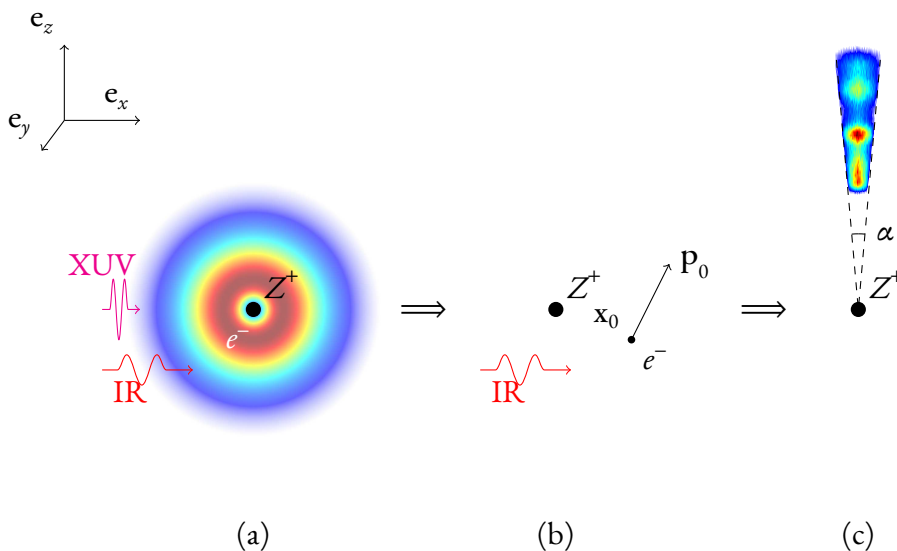 e_z
e_x
e_y
XUV
Z^+
e^−
IR
⟹
Z^+
x_0
p_0
e^−
IR
⟹
α
Z^+
(a)
(b)
(c)